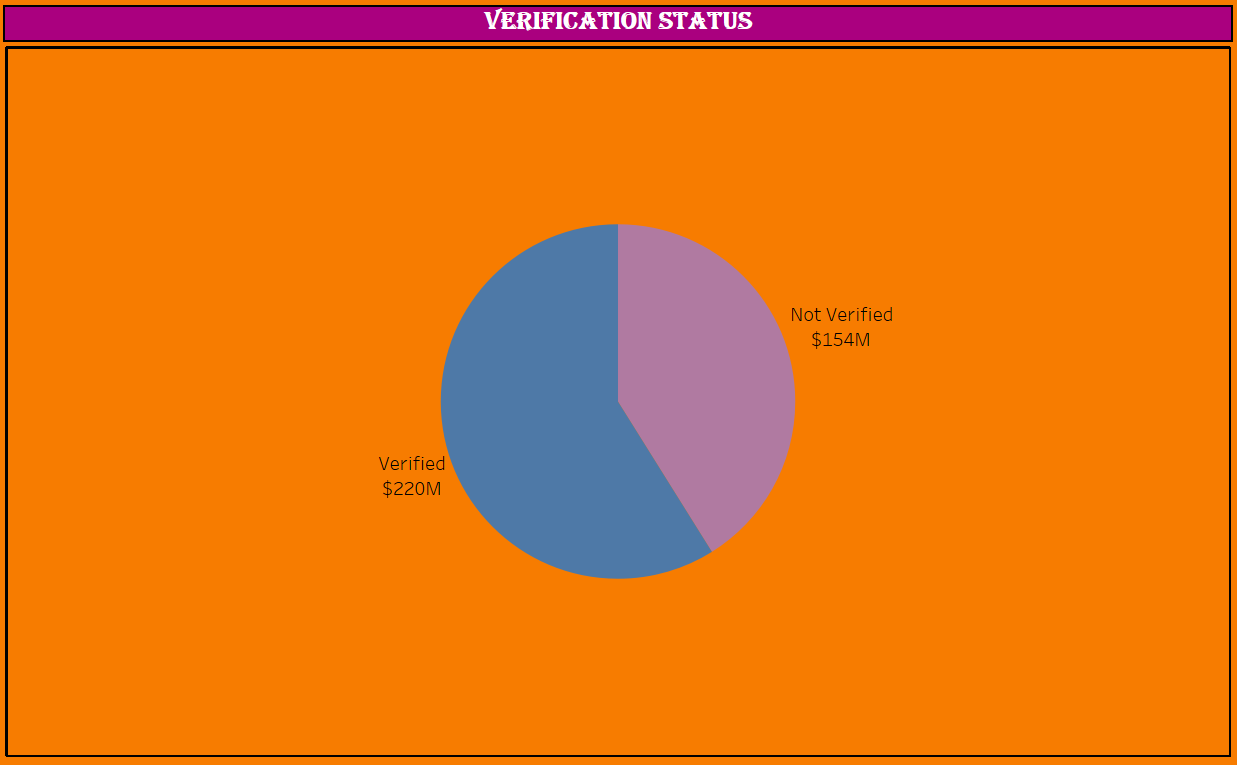 VERIFICATION STATUS
Not Verified
$154M
Verified
$220M